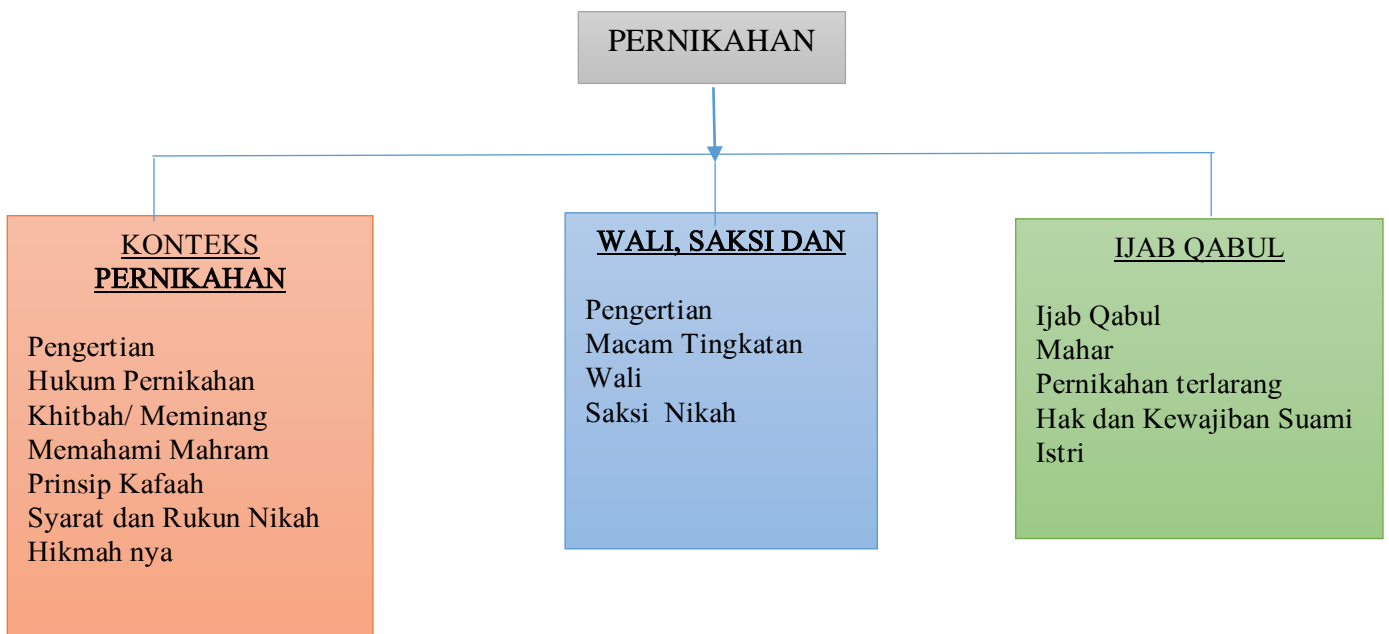 PERNIKAHAN
KONTEKS
PERNIKAHAN
Pengertian
Hukum Pernikahan
Khitbah/ Meminang
Memahami Mahram
Prinsip Kafaah
Syarat dan Rukun Nikah
Hikmah nya
WALI, SAKSI DAN
Pengertian
Macam Tingkatan
Wali
Saksi Nikah
IJAB QABUL
Ijab Qabul
Mahar
Pernikahan terlarang
Hak dan Kewajiban Suami
Istri